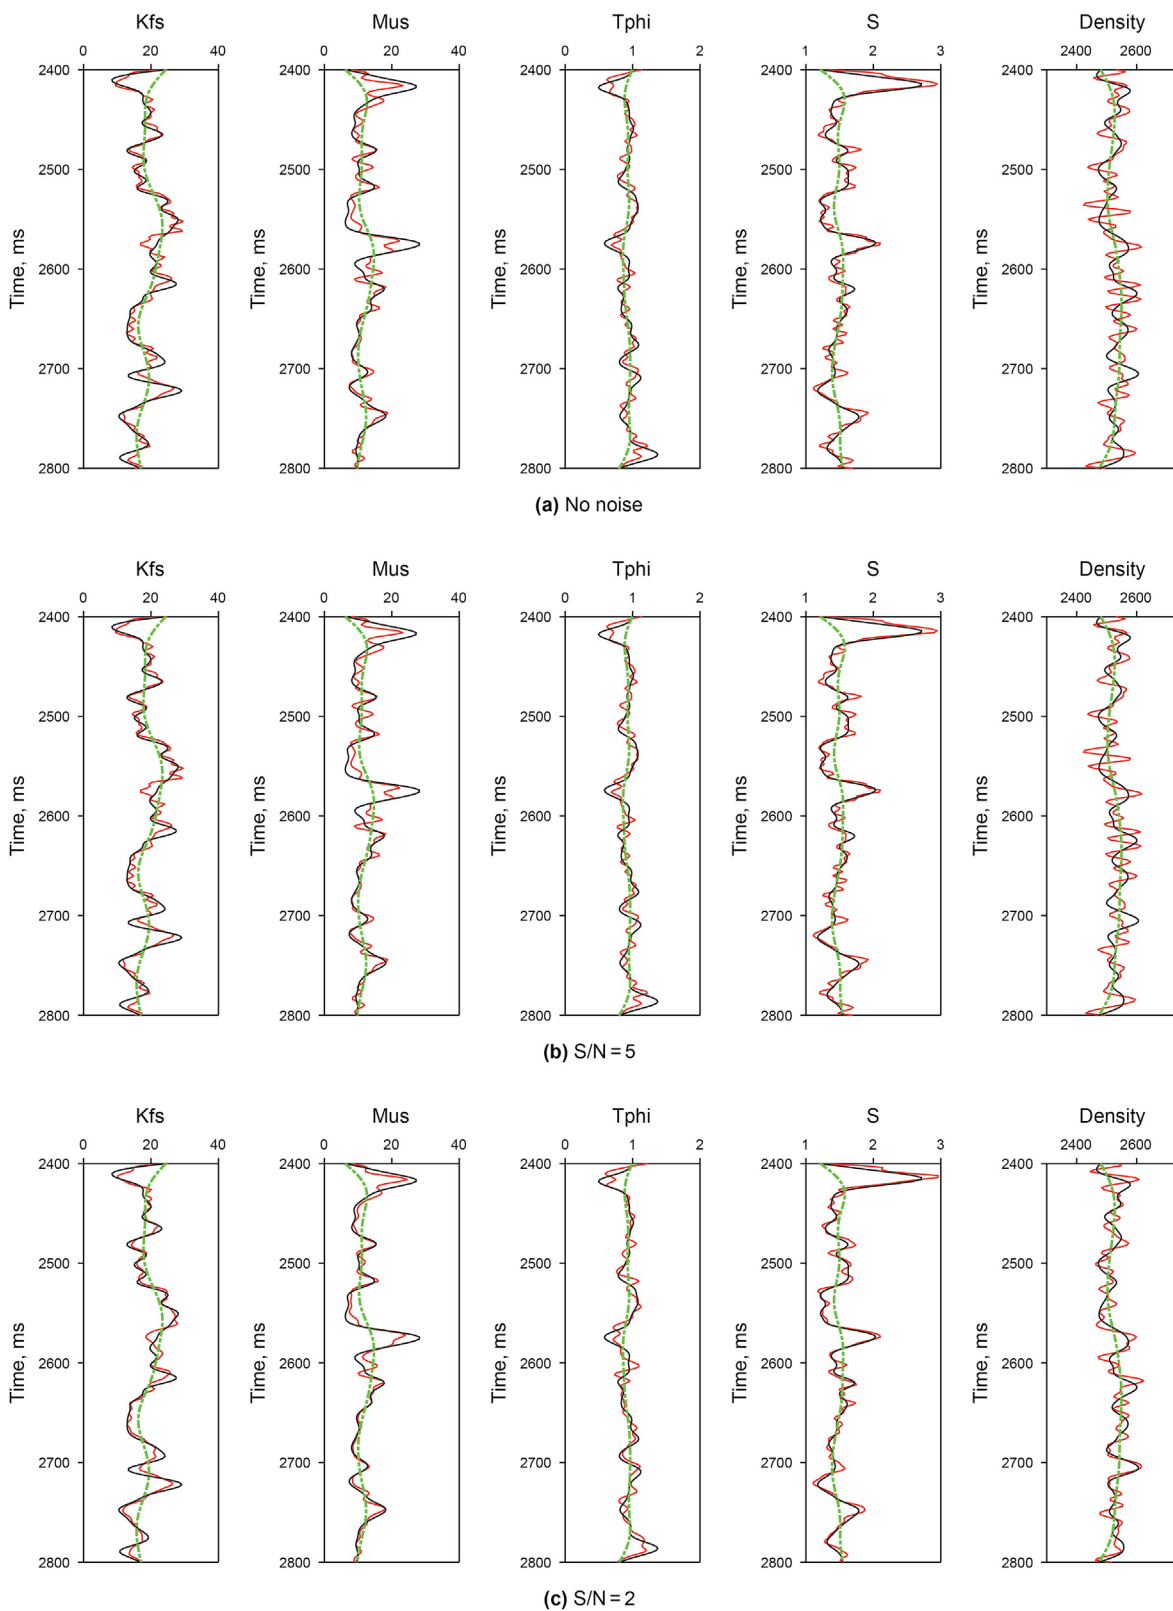 Kfs Mus Tphi S Density
0 20 40 0 20 40 0 1 2 1 2 3 2400 2600
2400 2400 2400 2400 2400
2500 2500 2500 2500 2500
2600 2600 2600 2600 2600
2700 2700 2700 2700 2700
2800 2800 2800 2800 2800
Time, ms Time, ms Time, ms Time, ms Time, ms
(a) No noise
Kfs Mus Tphi S Density
0 20 40 0 20 40 0 1 2 1 2 3 2400 2600
2400 2400 2400 2400 2400
2500 2500 2500 2500 2500
2600 2600 2600 2600 2600
2700 2700 2700 2700 2700
2800 2800 2800 2800 2800
Time, ms Time, ms Time, ms Time, ms Time, ms
(b) S/N = 5
Kfs Mus Tphi S Density
0 20 40 0 20 40 0 1 2 1 2 3 2400 2600
2400 2400 2400 2400 2400
2500 2500 2500 2500 2500
2600 2600 2600 2600 2600
2700 2700 2700 2700 2700
2800 2800 2800 2800 2800
Time, ms Time, ms Time, ms Time, ms Time, ms
(c) S/N = 2